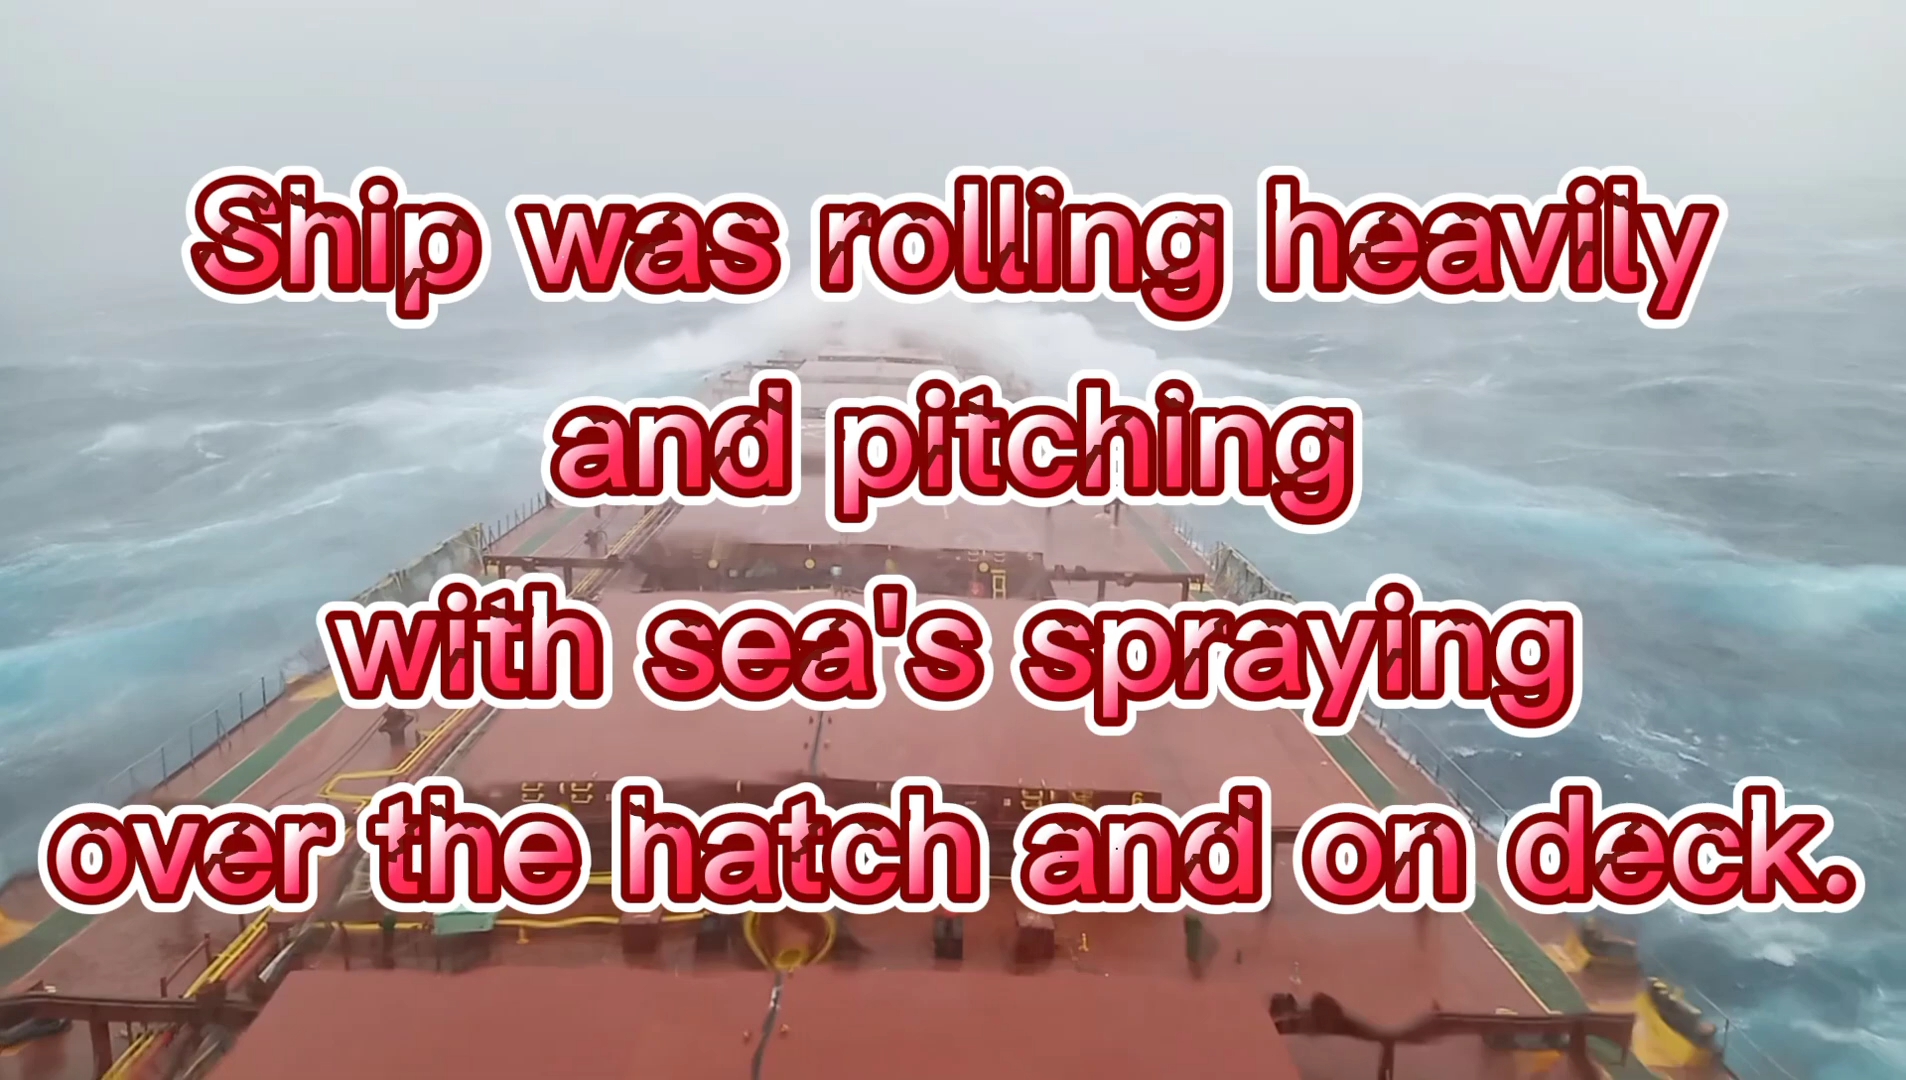 Ship was rolling heavily
and pitching
with sea's spraying
over the hatch and on deck.